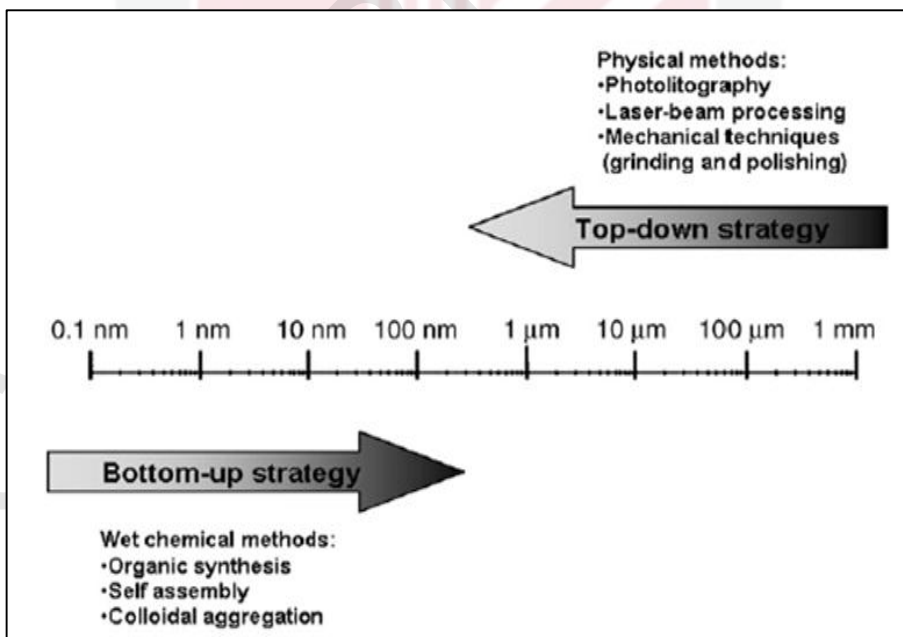 Physical methods:
•Photolitography
•Laser-beam processing
•Mechanical techniques
(grinding and polishing)
Top-down strategy
0.1 nm 1 nm 10 nm 100 nm 1 µm 10 µm 100 µm 1 mm
Bottom-up strategy
Wet chemical methods:
•Organic synthesis
•Self assembly
•Colloidal aggregation